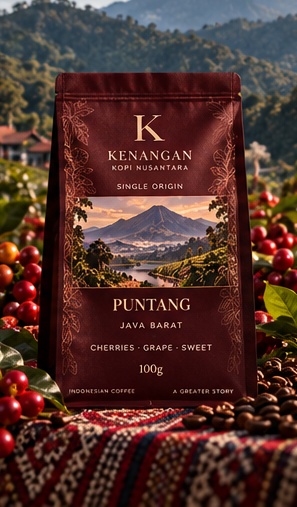 K
KENANGAN
KOPI NUSANTARA
SINGLE ORIGIN
PUNTANG
JAVA BARAT
CHERRIES · GRAPE · SWEET
100g
INDONESIAN COFFEE A GREATER STORY